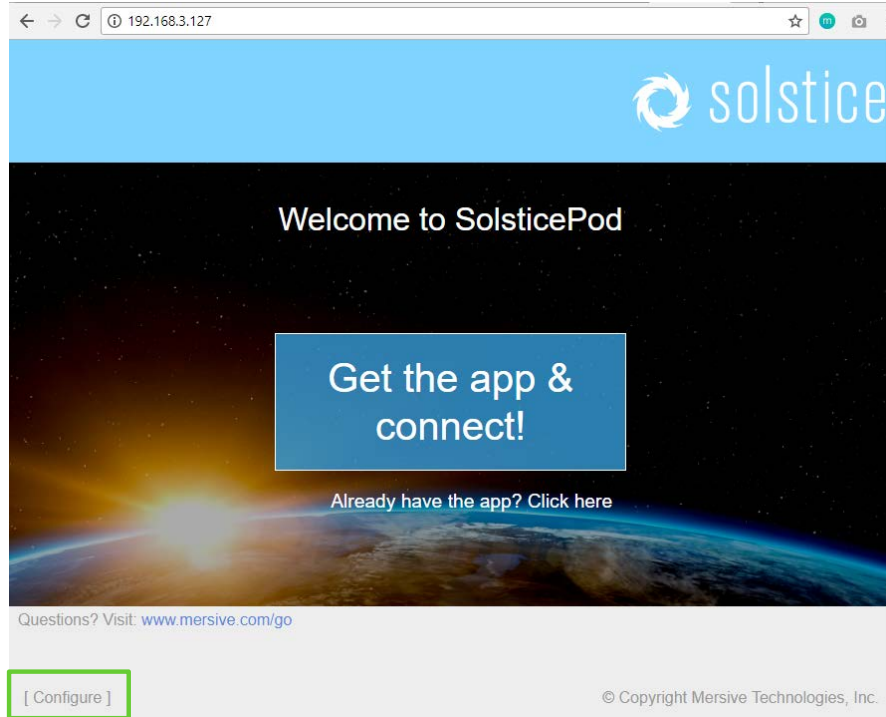 192.168.3.127
m
solstice
Welcome to SolsticePod
Get the app &
connect!
Already have the app? Click here
Questions? Visit: www.mersive.com/go
[ Configure ]
© Copyright Mersive Technologies, Inc.